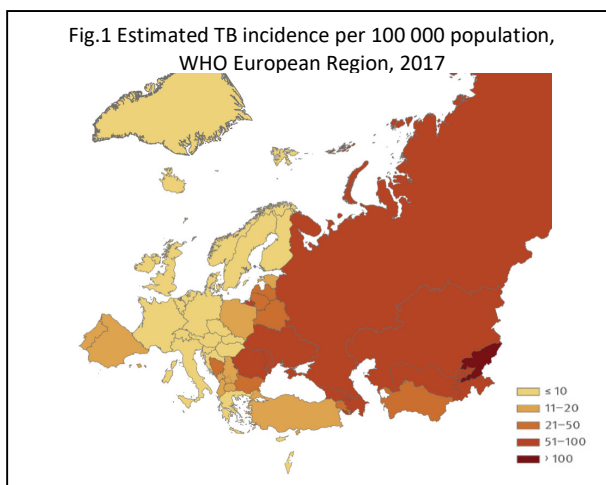 Fig.1 Estimated TB incidence per 100 000 population,
WHO European Region, 2017
≤ 10
11–20
21–50
51–100
> 100